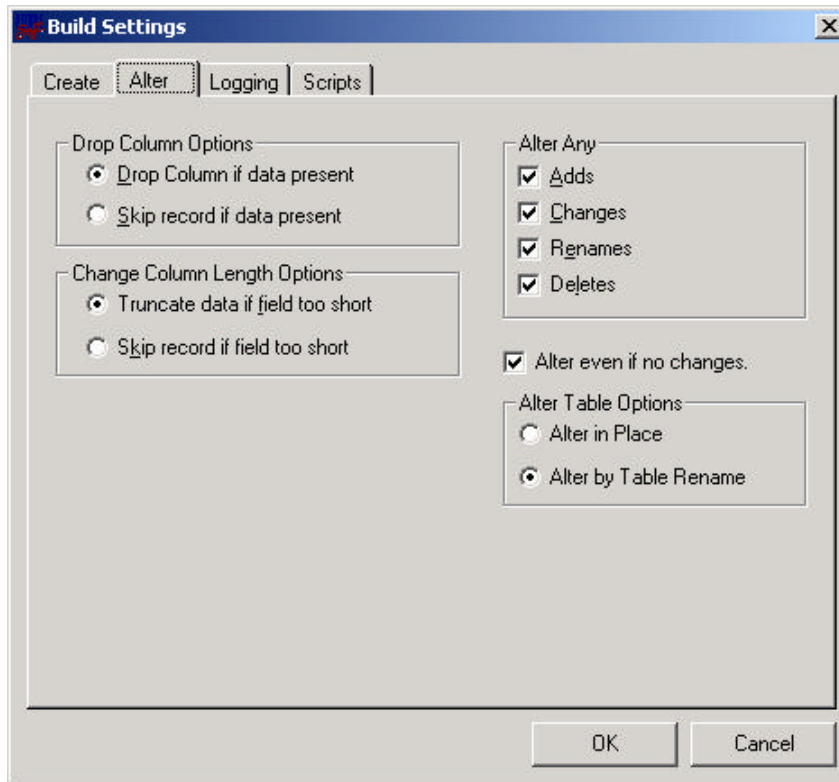 Build Settings
Create Alter Logging Scripts
Drop Column Options
Drop Column if data present
Skip record if data present
Change Column Length Options
Truncate data if field too short
Skip record if field too short
Alter Any
Adds
Changes
Renames
Deletes
Alter even if no changes.
Alter Table Options
Alter in Place
Alter by Table Rename
OK Cancel